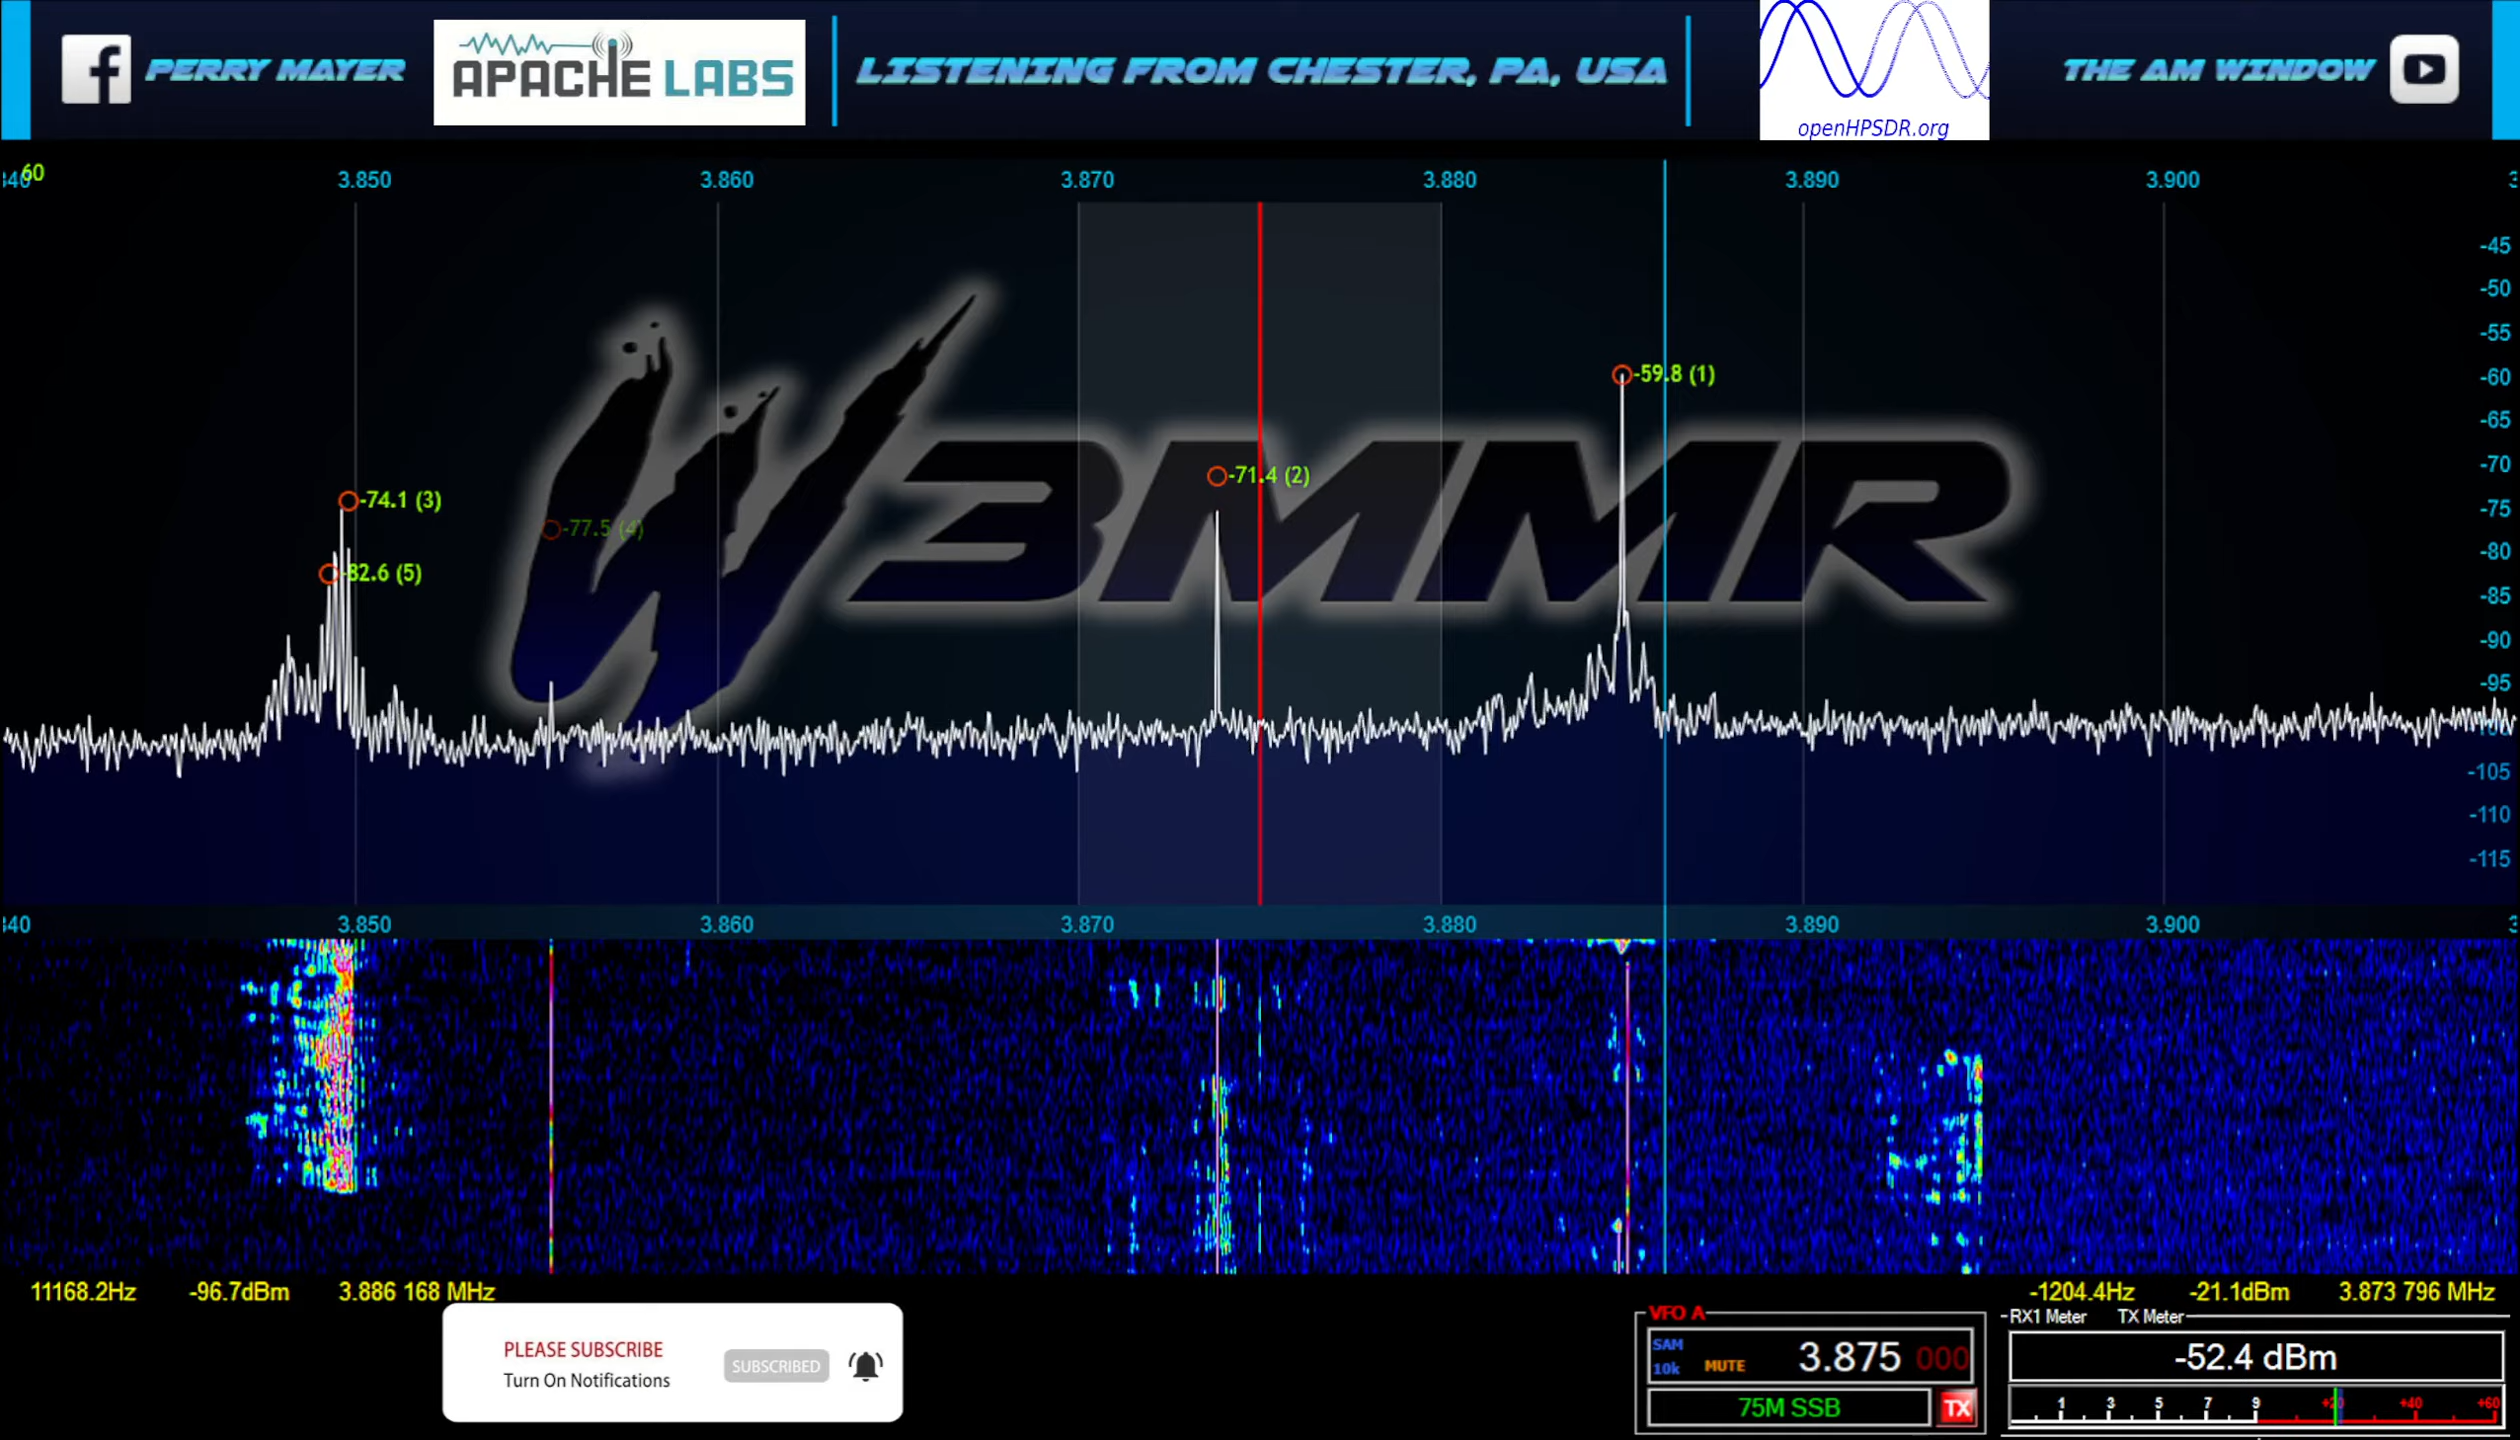 PERRY MAYER
APACHE LABS
LISTENING FROM CHESTER, PA, USA
openHPSDR.org
THE AM WINDOW
60
3.850 3.860 3.870 3.880 3.890 3.900
-45
-50
-55
-59.8 (1)
-60
-65
-70
-71.4 (2)
-74.1 (3)
-75
-77.5 (4)
-80
-82.6 (5)
-85
-90
-95
-100
-105
-110
-115
W3MMR
3.850 3.860 3.870 3.880 3.890 3.900
11168.2Hz -96.7dBm 3.886 168 MHz
-1204.4Hz -21.1dBm 3.873 796 MHz
PLEASE SUBSCRIBE
Turn On Notifications
SUBSCRIBED
VFO A
SAM
10k MUTE 3.875 000
75M SSB TX
RX1 Meter TX Meter
-52.4 dBm
1 3 5 7 9 +20 +40 +60